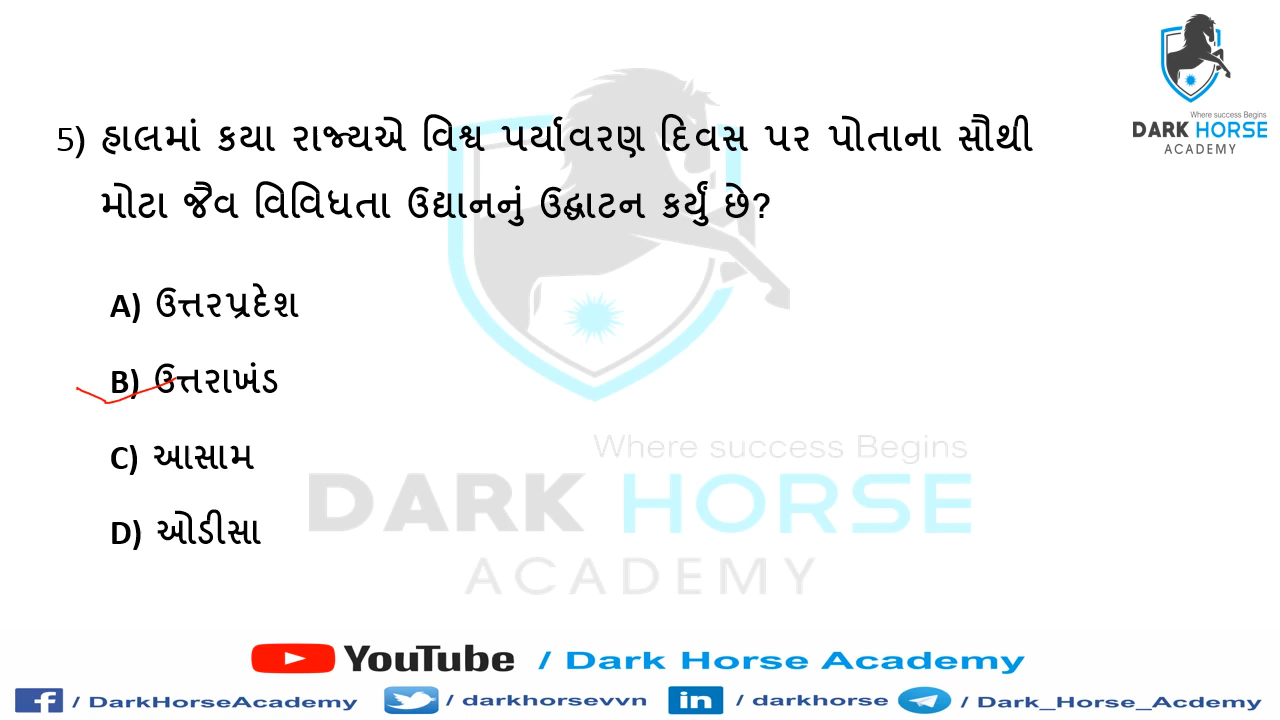 Where success Begins
DARK HORSE
ACADEMY
5) હાલમાં કયા રાજ્યએ વિશ્વ પર્યાવરણ દિવસ પર પોતાના સૌથી
મોટા જૈવ વિવિધતા ઉદ્યાનનું ઉદ્ઘાટન કર્યું છે?
A) ઉત્તરપ્રદેશ
B) ઉત્તરાખંડ
C) આસામ
D) ઓડીસા
Where success Begins
DARK HORSE
ACADEMY
YouTube / Dark Horse Academy
f / DarkHorseAcademy / darkhorsevvn in / darkhorse / Dark_Horse_Acdemy